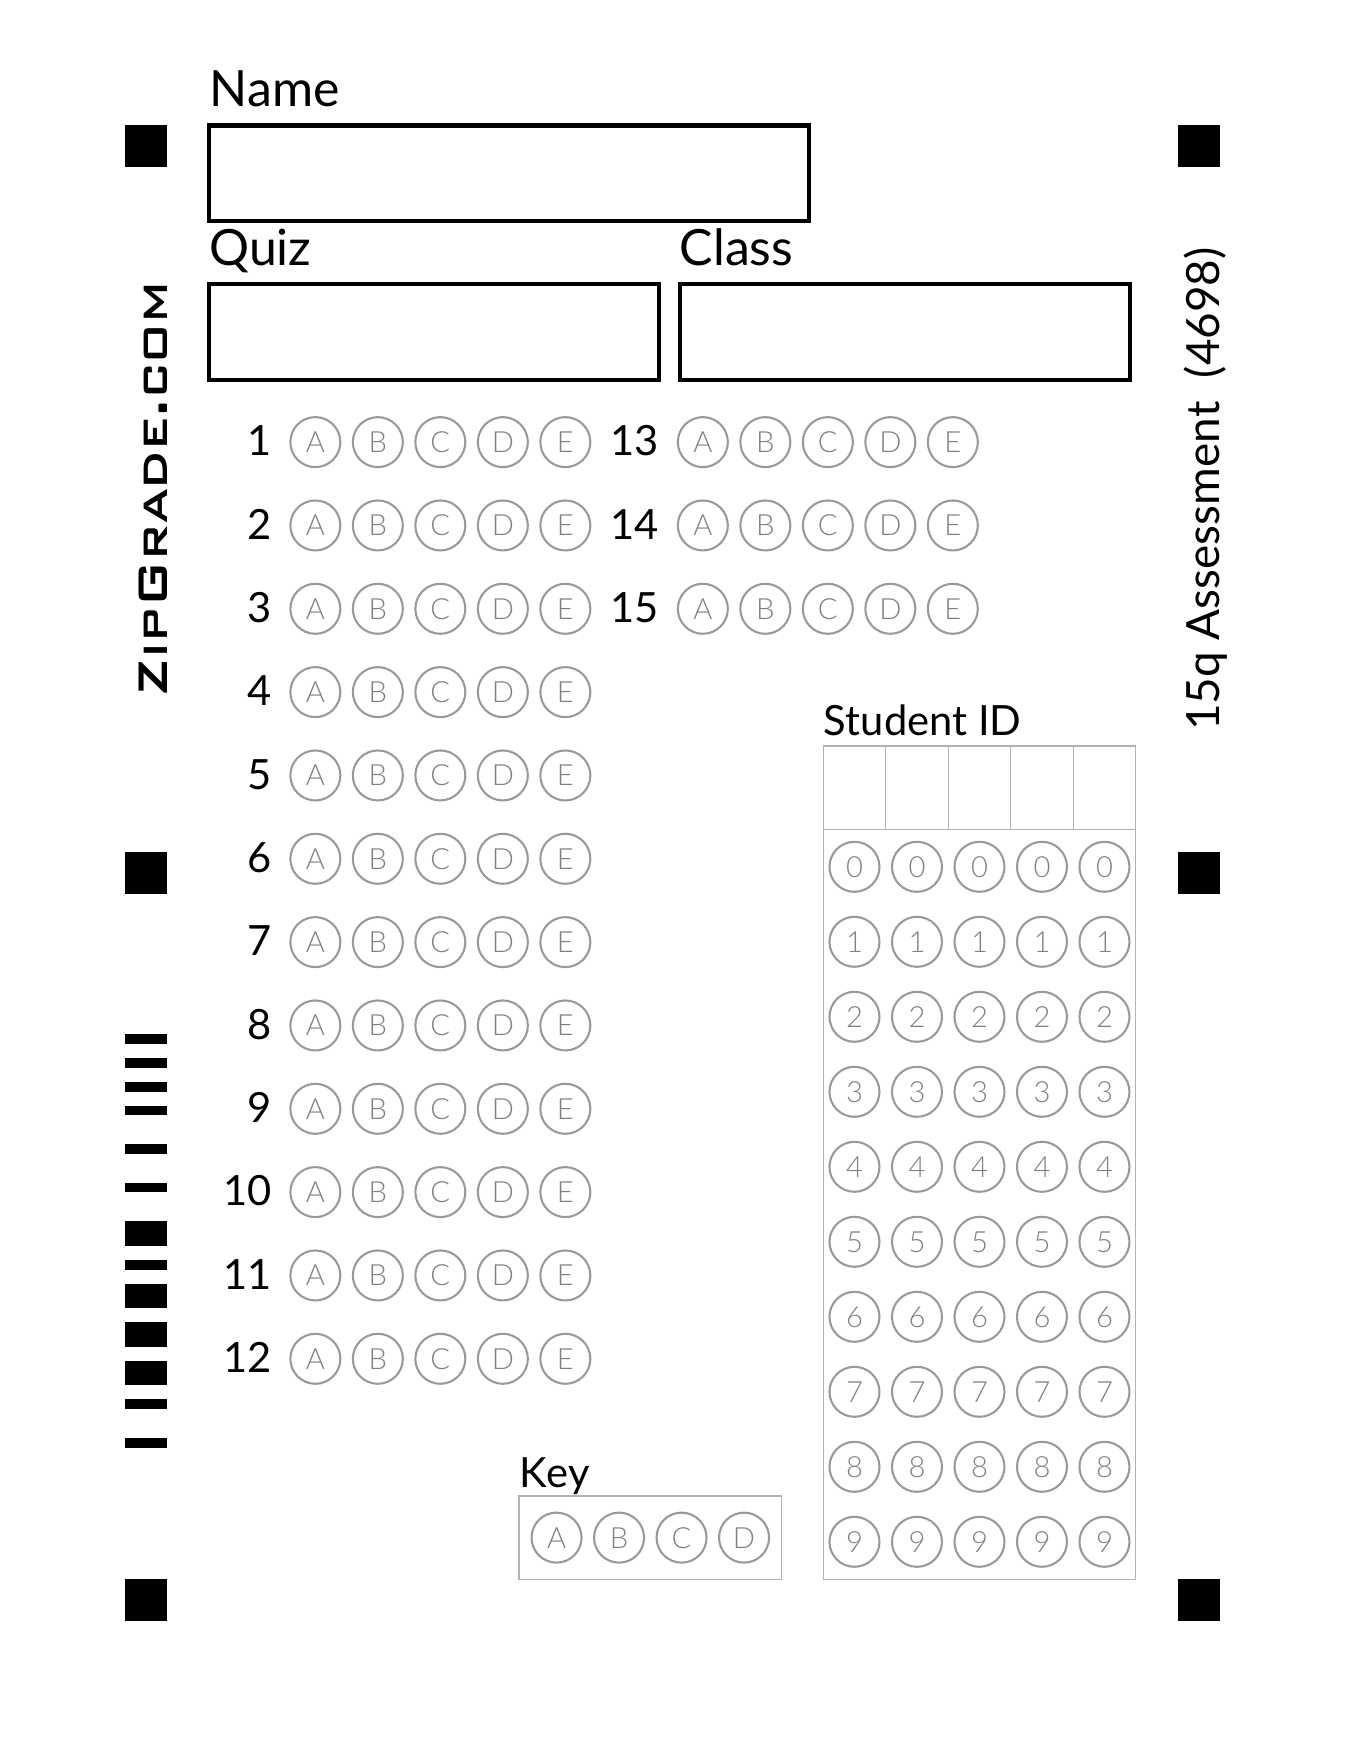 Name
Quiz Class
ZIPGRADE.COM
15q Assessment (4698)
1 A B C D E 13 A B C D E
2 A B C D E 14 A B C D E
3 A B C D E 15 A B C D E
4 A B C D E
5 A B C D E
6 A B C D E
7 A B C D E
8 A B C D E
9 A B C D E
10 A B C D E
11 A B C D E
12 A B C D E
Student ID
0 0 0 0 0
1 1 1 1 1
2 2 2 2 2
3 3 3 3 3
4 4 4 4 4
5 5 5 5 5
6 6 6 6 6
7 7 7 7 7
8 8 8 8 8
9 9 9 9 9
Key
A B C D